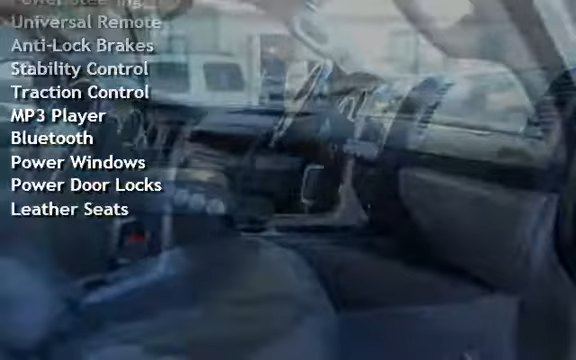 Universal Remote
Anti-Lock Brakes
Stability Control
Traction Control
MP3 Player
Bluetooth
Power Windows
Power Door Locks
Leather Seats